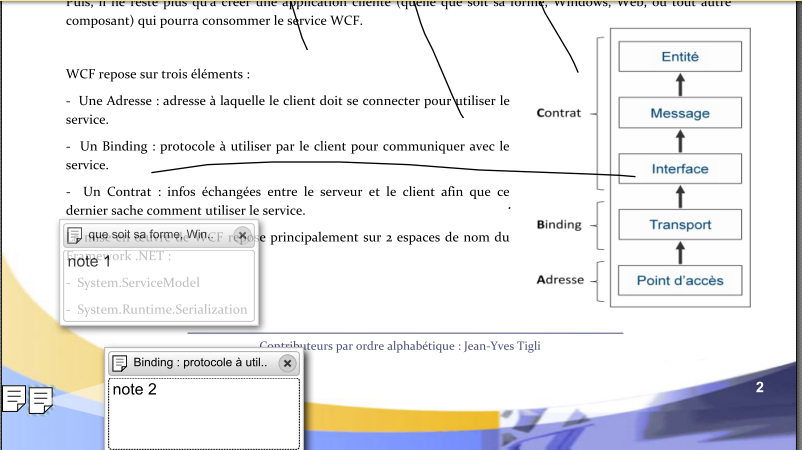 Puis, il ne reste plus qu'à créer une application cliente (quelle que soit sa forme, Windows, Web, ou tout autre
composant) qui pourra consommer le service WCF.
WCF repose sur trois éléments :
- Une Adresse : adresse à laquelle le client doit se connecter pour utiliser le
service.
- Un Binding : protocole à utiliser par le client pour communiquer avec le
service.
- Un Contrat : infos échangées entre le serveur et le client afin que ce
dernier sache comment utiliser le service.
en œuvre de WCF repose principalement sur 2 espaces de nom du
Framework .NET :
- System.ServiceModel
- System.Runtime.Serialization
que soit sa forme, Win..
note 1
Contrat
Binding
Adresse
Entité
Message
Interface
Transport
Point d'accès
Contributeurs par ordre alphabétique : Jean-Yves Tigli
Binding : protocole à util..
note 2
2